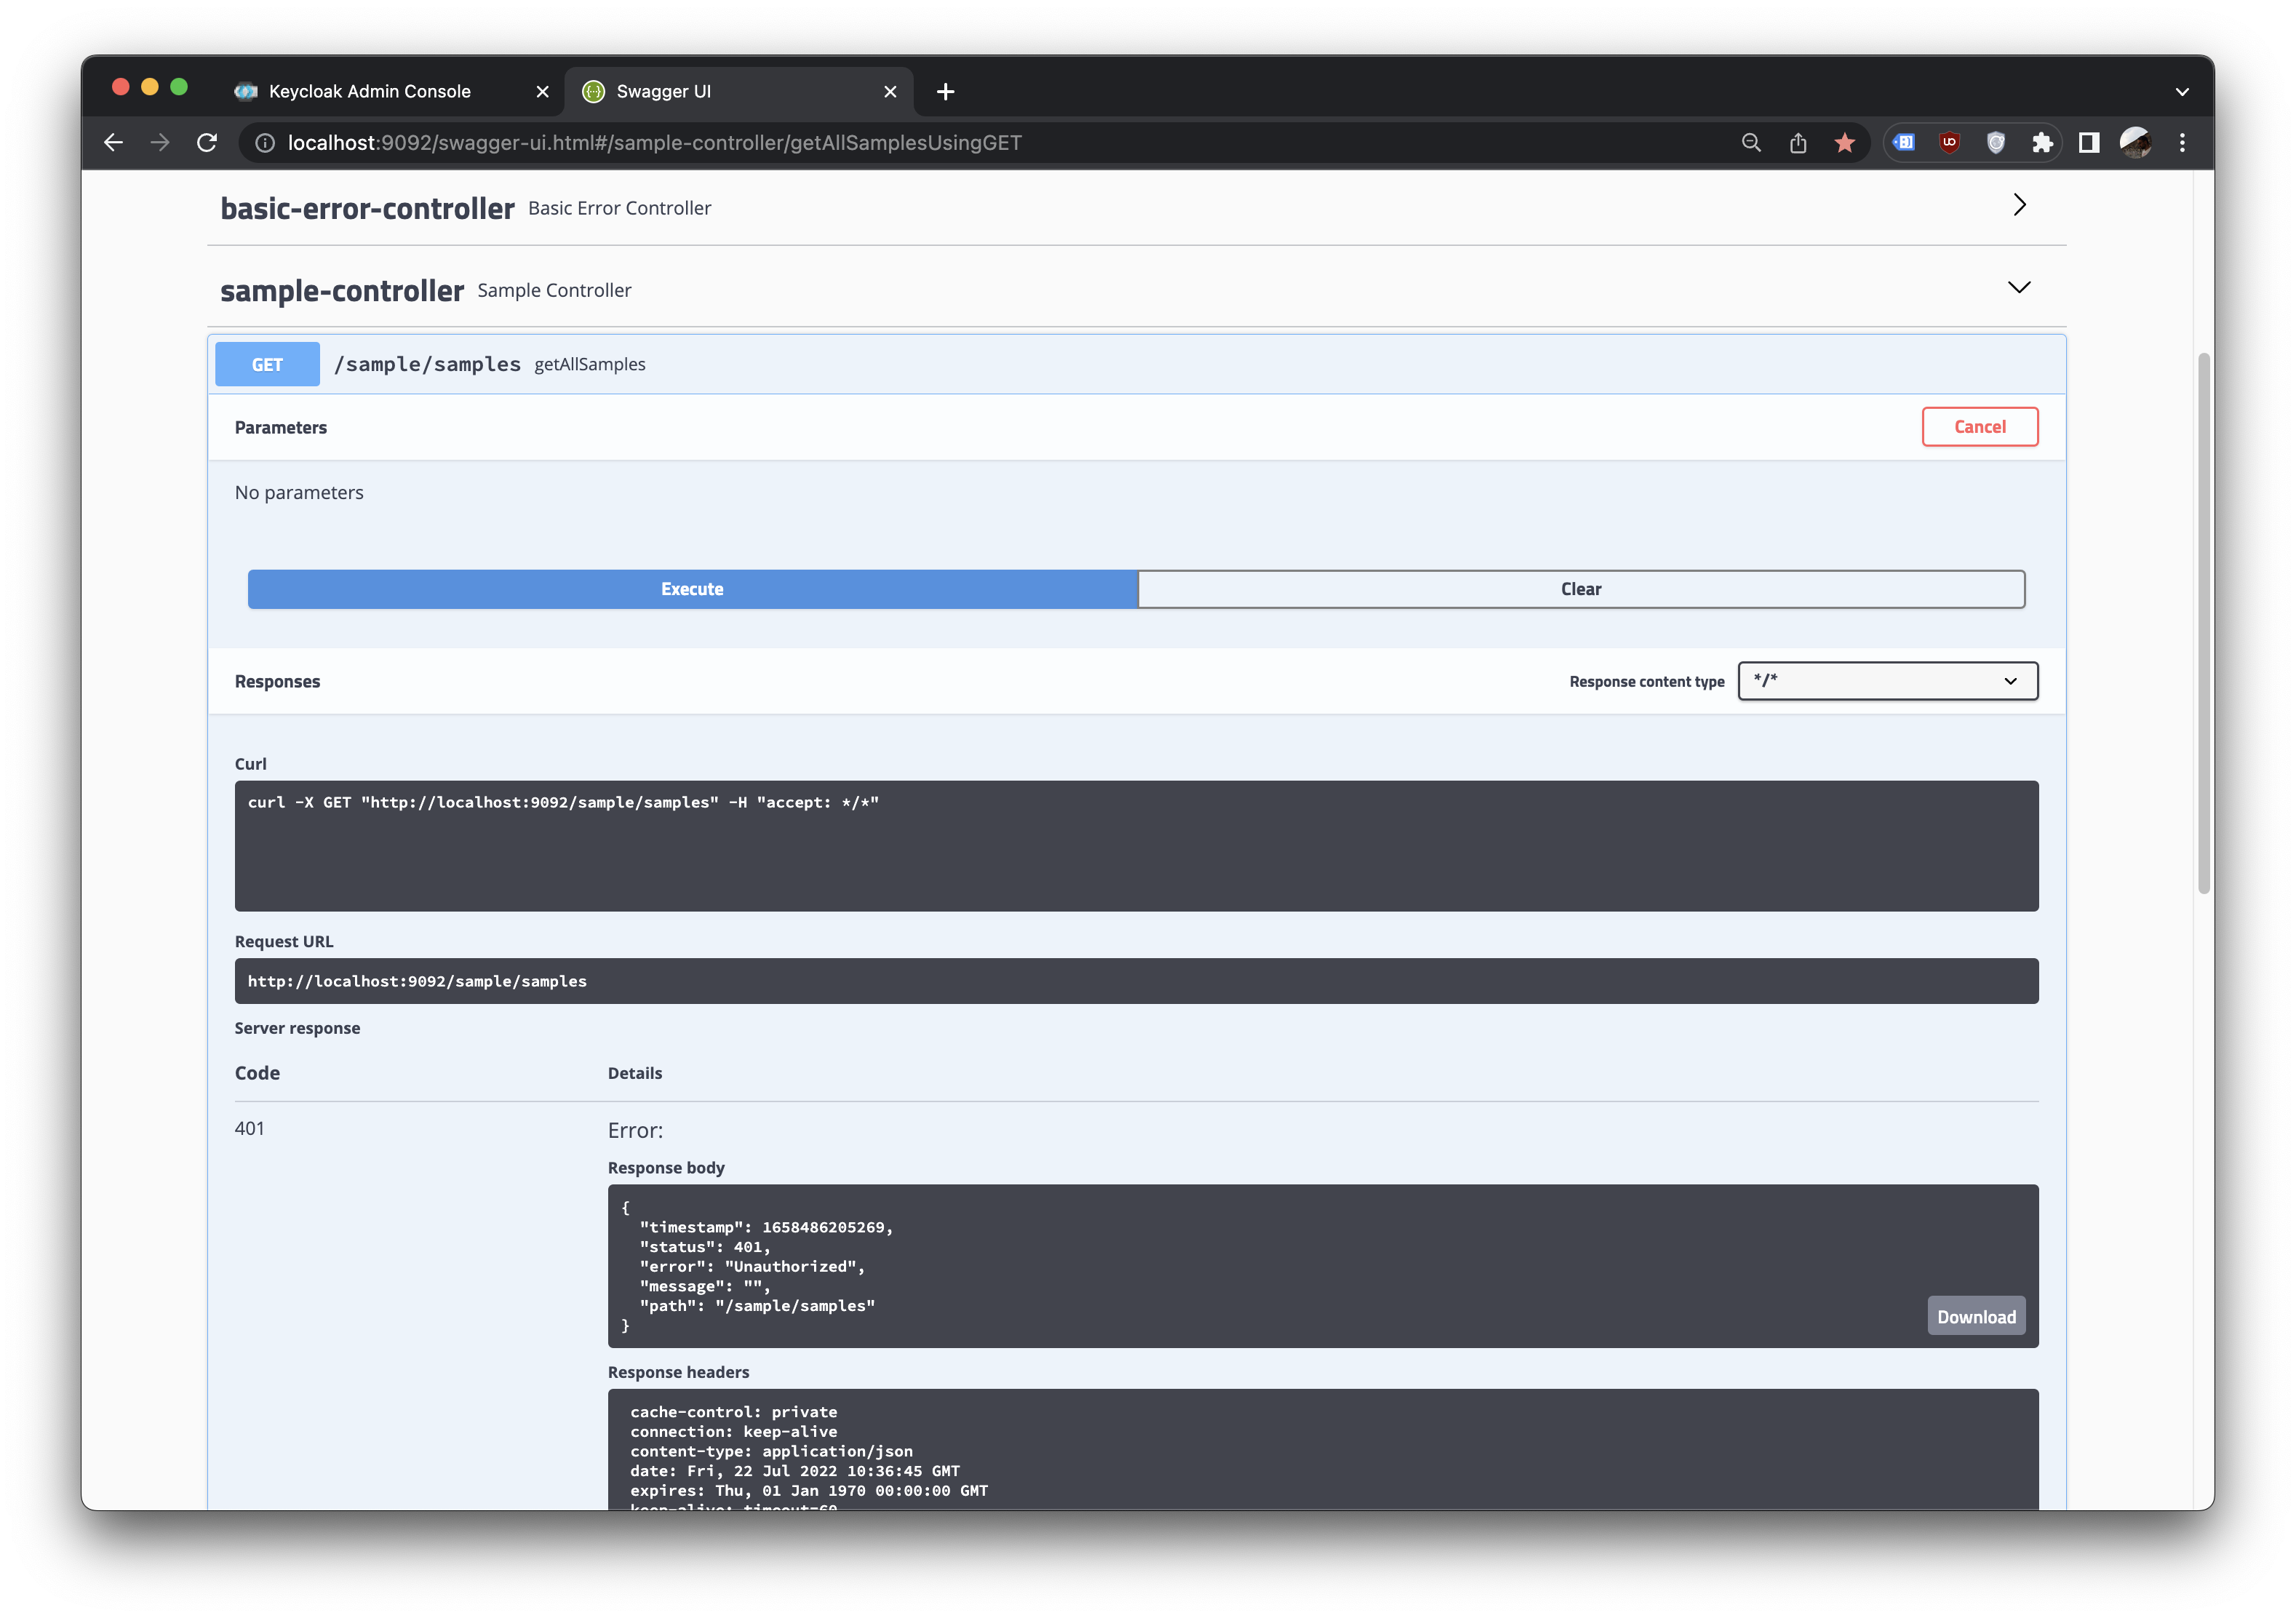 Keycloak Admin Console
Swagger UI
localhost:9092/swagger-ui.html#/sample-controller/getAllSamplesUsingGET
basic-error-controller Basic Error Controller
sample-controller Sample Controller
GET /sample/samples getAllSamples
Parameters Cancel
No parameters
Execute Clear
Responses Response content type */*
Curl
curl -X GET "http://localhost:9092/sample/samples" -H "accept: */*"
Request URL
http://localhost:9092/sample/samples
Server response
Code Details
401 Error:
Response body
{
"timestamp": 1658486205269,
"status": 401,
"error": "Unauthorized",
"message": "",
"path": "/sample/samples"
}
Download
Response headers
cache-control: private
connection: keep-alive
content-type: application/json
date: Fri, 22 Jul 2022 10:36:45 GMT
expires: Thu, 01 Jan 1970 00:00:00 GMT
keep-alive: timeout=60